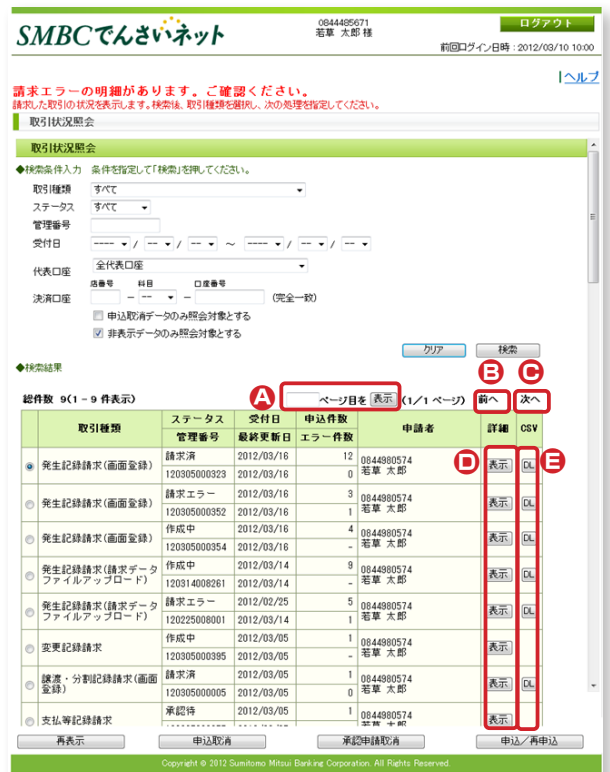 SMBCでんさいネット
0844485671
若草 太郎 様
ログアウト
前回ログイン日時：2012/03/10 10:00
ヘルプ
請求エラーの明細があります。ご確認ください。
請求した取引の状況を表示します。検索後、取引種類を選択し、次の処理を指定してください。
取引状況照会
取引状況照会
◆検索条件入力 条件を指定して「検索」を押してください。
取引種類 すべて
ステータス すべて
管理番号
受付日 ---- / -- / -- ～ ---- / -- / --
代表口座 全代表口座
店番号 科目 口座番号
決済口座 － -- － (完全一致)
申込取消データのみ照会対象とする
非表示データのみ照会対象とする
クリア 検索
◆検索結果
B C
総件数 9(1－9 件表示) A ページ目を 表示 (1/1 ページ) 前へ 次へ
取引種類 ステータス 受付日 申込件数 申請者 詳細 CSV
管理番号 最終更新日 エラー件数
発生記録請求(画面登録) 請求済 2012/03/16 12 0844980574 若草 太郎 D 表示 DL E
120305000323 2012/03/16 0
発生記録請求(画面登録) 請求エラー 2012/03/16 3 0844980574 若草 太郎 表示 DL
120305000352 2012/03/16 1
発生記録請求(画面登録) 作成中 2012/03/16 4 0844980574 若草 太郎 表示 DL
120305000354 2012/03/16 -
発生記録請求(請求データファイルアップロード) 作成中 2012/03/14 9 0844980574 若草 太郎 表示 DL
120314008261 2012/03/14 -
発生記録請求(請求データファイルアップロード) 請求エラー 2012/02/25 5 0844980574 若草 太郎 表示 DL
120225008001 2012/03/14 1
変更記録請求 作成中 2012/03/05 1 0844980574 若草 太郎 表示
120305000395 2012/03/05 -
譲渡・分割記録請求(画面登録) 請求済 2012/03/05 1 0844980574 若草 太郎 表示 DL
120305000005 2012/03/05 0
支払等記録請求 承認待 2012/03/05 1 0844980574 若草 太郎 表示
再表示 申込取消 承認申請取消 申込／再申込
Copyright © 2012 Sumitomo Mitsui Banking Corporation. All Rights Reserved.